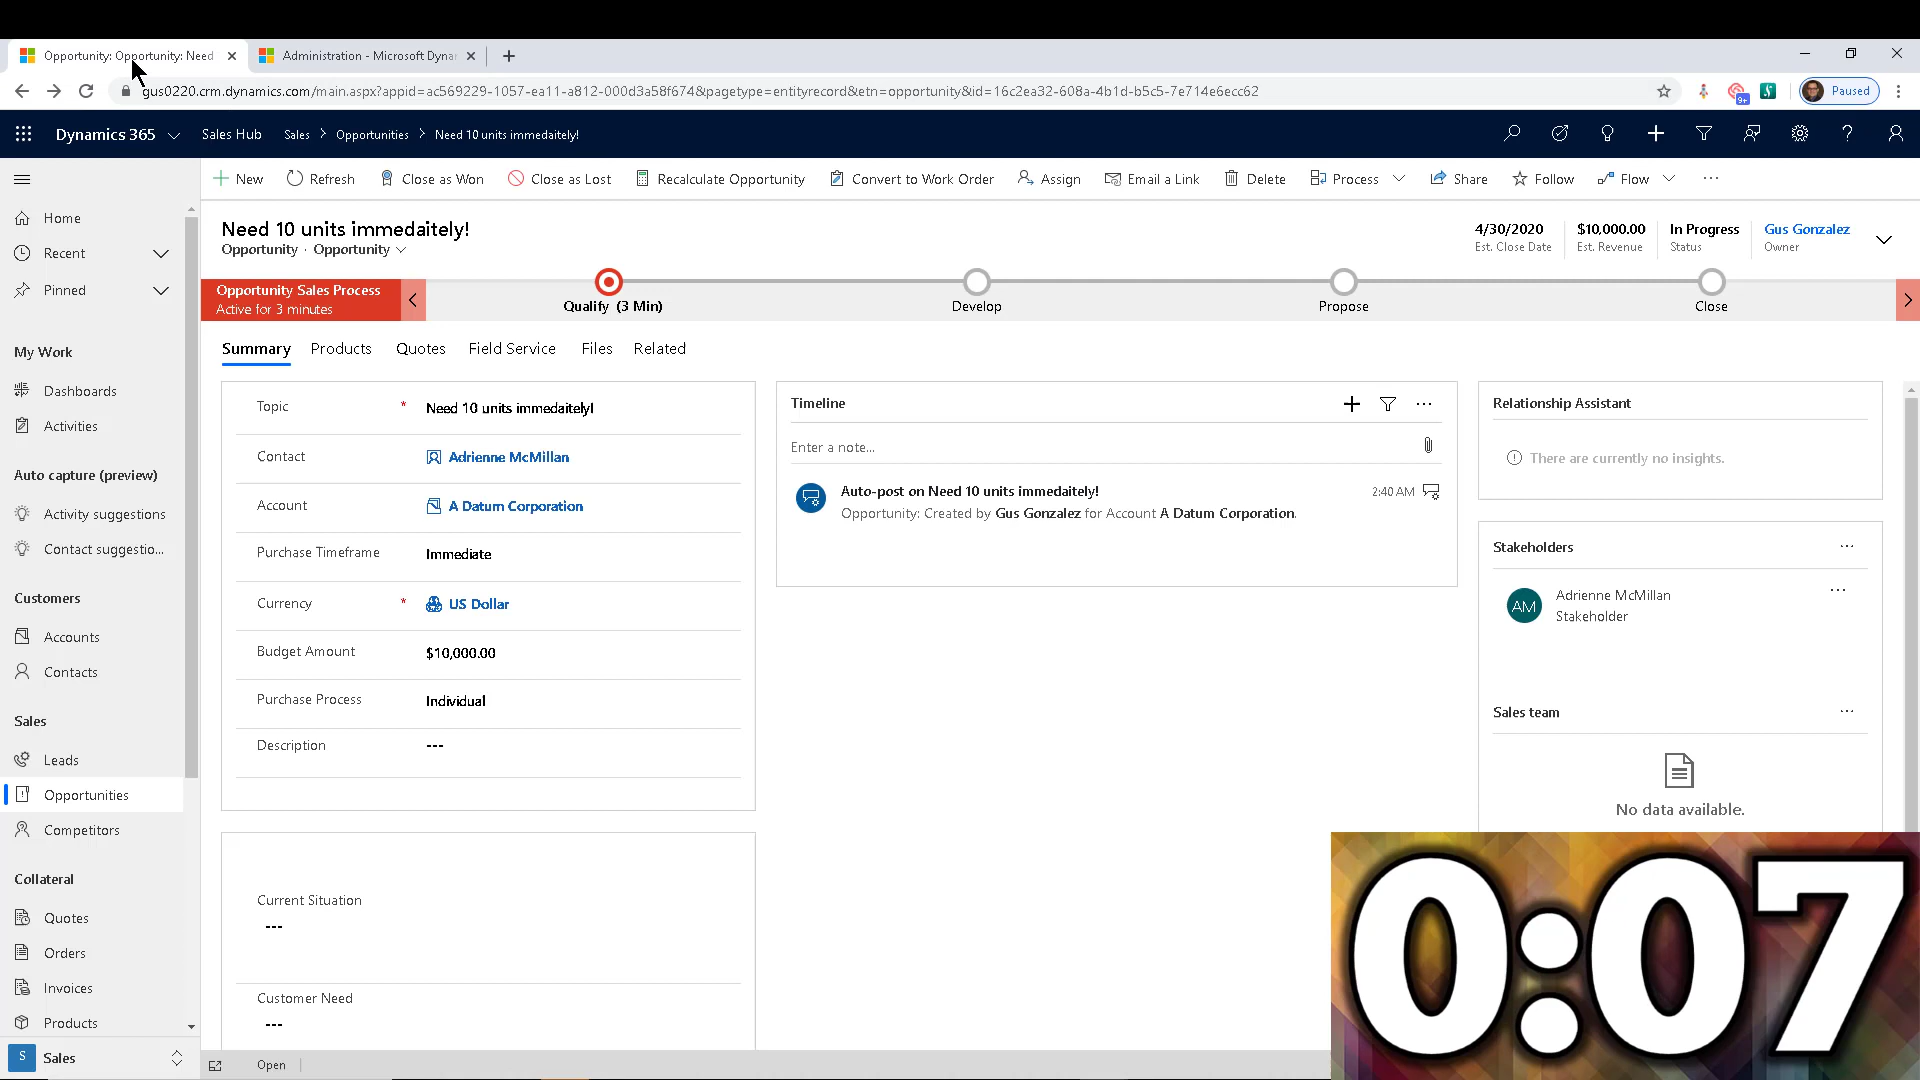 Opportunity: Opportunity: Need
Administration - Microsoft Dynar
gus0220.crm.dynamics.com/main.aspx?appid=ac569229-1057-ea11-a812-000d3a58f674&pagetype=entityrecord&etn=opportunity&id=16c2ea32-608a-4b1d-b5c5-7e714e6ecc62
9+
Paused
Dynamics 365
Sales Hub
Sales > Opportunities > Need 10 units immedaitely!
New
Refresh
Close as Won
Close as Lost
Recalculate Opportunity
Convert to Work Order
Assign
Email a Link
Delete
Process
Share
Follow
Flow
Home
Recent
Pinned
My Work
Dashboards
Activities
Auto capture (preview)
Activity suggestions
Contact suggestio...
Customers
Accounts
Contacts
Sales
Leads
Opportunities
Competitors
Collateral
Quotes
Orders
Invoices
Products
S
Sales
Need 10 units immedaitely!
Opportunity · Opportunity
4/30/2020
Est. Close Date
$10,000.00
Est. Revenue
In Progress
Status
Gus Gonzalez
Owner
Opportunity Sales Process
Active for 3 minutes
Qualify (3 Min)
Develop
Propose
Close
Summary
Products
Quotes
Field Service
Files
Related
Topic * Need 10 units immedaitely!
Contact Adrienne McMillan
Account A Datum Corporation
Purchase Timeframe Immediate
Currency * US Dollar
Budget Amount $10,000.00
Purchase Process Individual
Description ---
Current Situation
---
Customer Need
---
Timeline
Enter a note...
Auto-post on Need 10 units immedaitely!
2:40 AM
Opportunity: Created by Gus Gonzalez for Account A Datum Corporation.
Relationship Assistant
There are currently no insights.
Stakeholders
AM
Adrienne McMillan
Stakeholder
Sales team
No data available.
Open
0:07